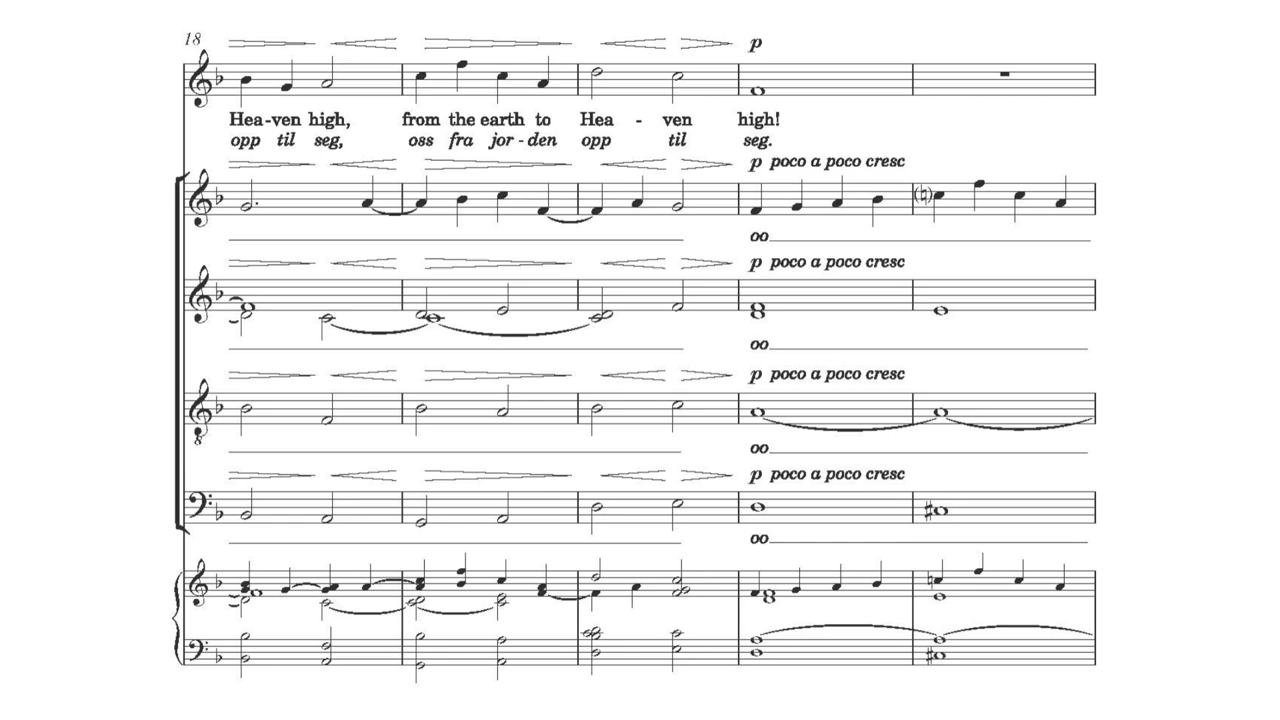 18
p
Hea-ven high, from the earth to Hea - ven high!
opp til seg, oss fra jor-den opp til seg.
p poco a poco cresc
oo
p poco a poco cresc
oo
p poco a poco cresc
8
oo
p poco a poco cresc
oo